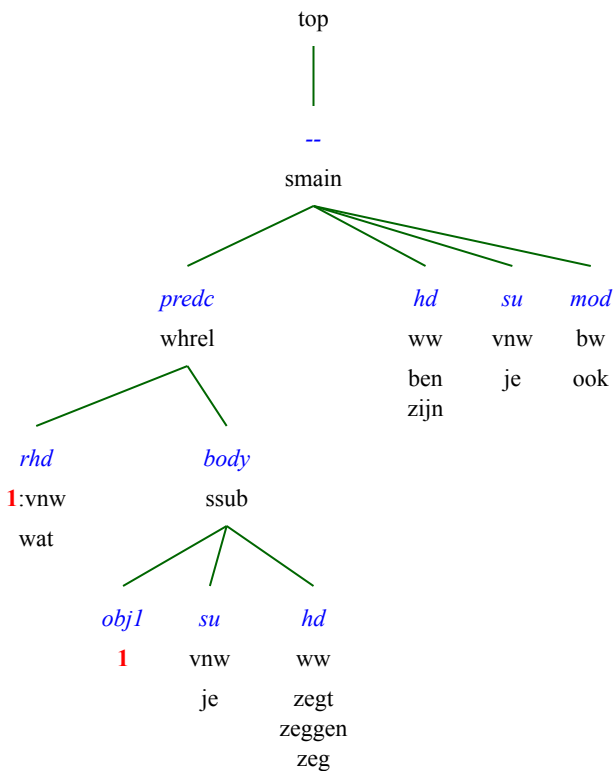 top
--
smain
predc hd su mod
whrel ww vnw bw
ben je ook
zijn
rhd body
1:vnw ssub
wat
obj1 su hd
1 vnw ww
je zegt
zeggen
zeg